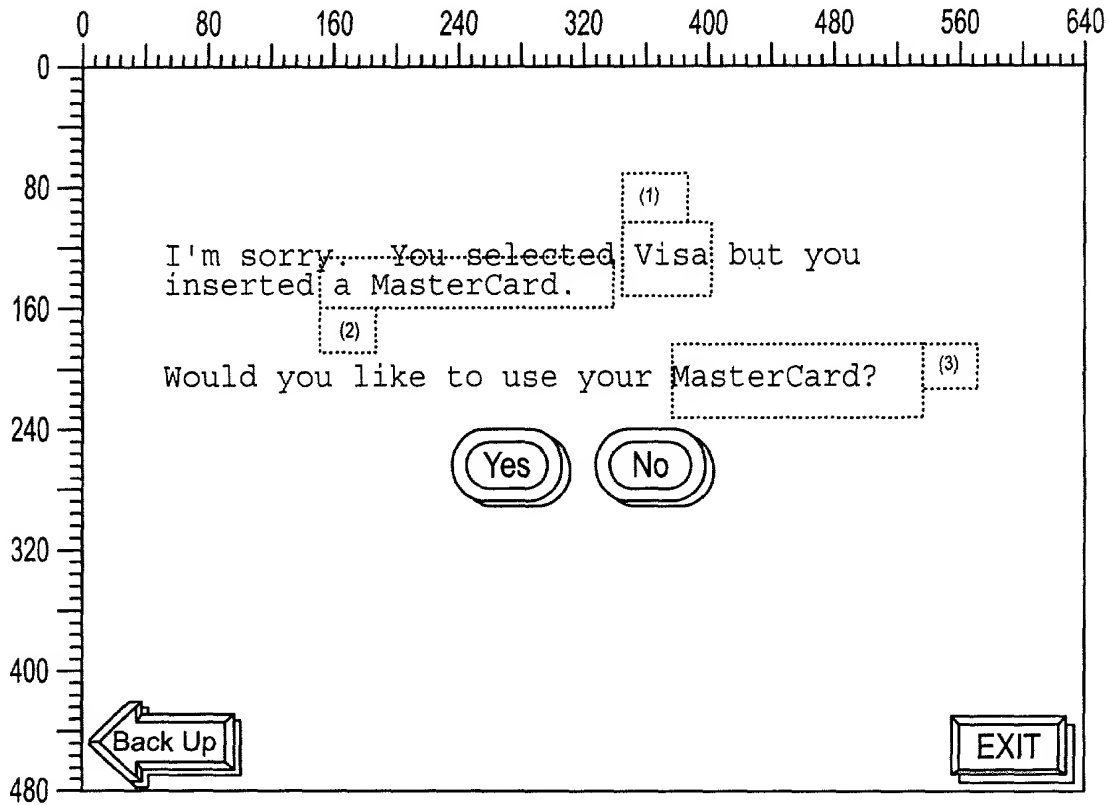 0 80 160 240 320 400 480 560 640
0
80
(1)
I'm sorry. You selected Visa but you
inserted a MasterCard.
160
(2)
(3)
Would you like to use your MasterCard?
240
Yes No
320
400
Back Up EXIT
480